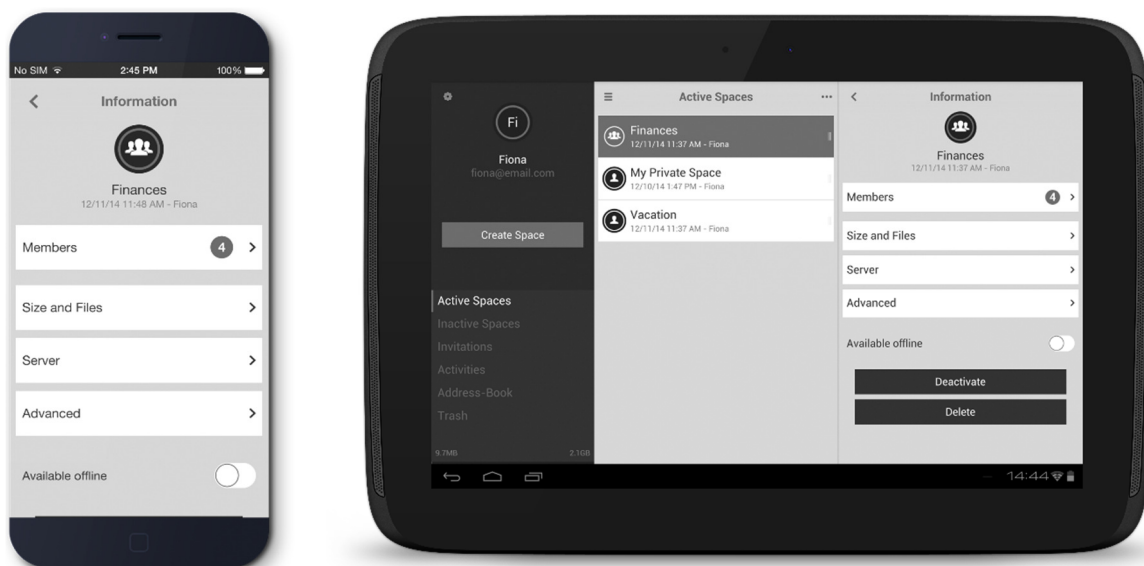 No SIM 2:45 PM 100%
Information
Finances
12/11/14 11:48 AM - Fiona
Members 4
Size and Files
Server
Advanced
Available offline
Fi
Fiona
fiona@email.com
Create Space
Active Spaces
Inactive Spaces
Invitations
Activities
Address-Book
Trash
9.7MB 2.1GB
Active Spaces
Finances
12/11/14 11:37 AM - Fiona
My Private Space
12/10/14 1:47 PM - Fiona
Vacation
12/11/14 11:37 AM - Fiona
Information
Finances
12/11/14 11:37 AM - Fiona
Members 4
Size and Files
Server
Advanced
Available offline
Deactivate
Delete
14:44